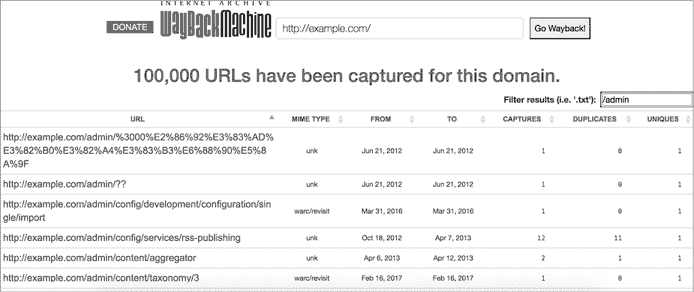 INTERNET ARCHIVE
DONATE WayBackMachine http://example.com/ Go Wayback!
100,000 URLs have been captured for this domain.
Filter results (i.e. '.txt'): /admin
URL MIME TYPE FROM TO CAPTURES DUPLICATES UNIQUES
http://example.com/admin/%3000%E2%86%92%E3%83%AD%E
3%82%B0%E3%82%A4%E3%83%B3%E6%88%90%E5%8
A%9F unk Jun 21, 2012 Jun 21, 2012 1 0 1
http://example.com/admin/?? unk Jun 21, 2012 Jun 21, 2012 1 0 1
http://example.com/admin/config/development/configuration/sin
gle/import warc/revisit Mar 31, 2016 Mar 31, 2016 1 0 1
http://example.com/admin/config/services/rss-publishing unk Oct 18, 2012 Apr 7, 2013 12 11 1
http://example.com/admin/content/aggregator unk Apr 6, 2013 Apr 12, 2013 2 1 1
http://example.com/admin/content/taxonomy/3 warc/revisit Feb 16, 2017 Feb 16, 2017 1 0 1